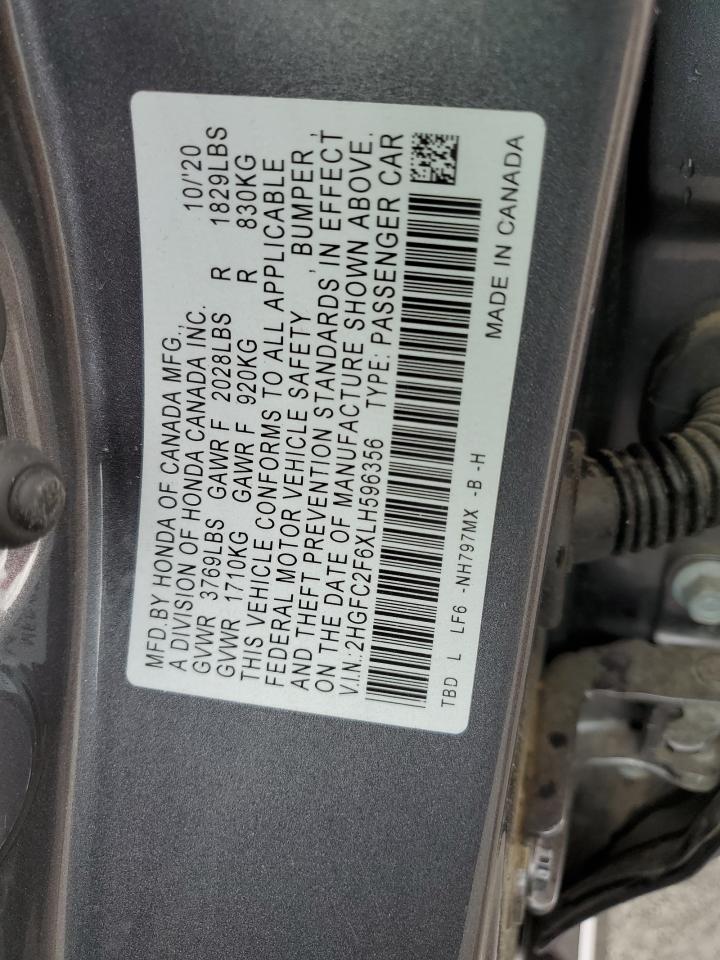 MFD.BY HONDA OF CANADA MFG., 10/'20
A DIVISION OF HONDA CANADA INC.
GVWR 3769LBS GAWR F 2028LBS R 1829LBS
GVWR 1710KG GAWR F 920KG R 830KG
THIS VEHICLE CONFORMS TO ALL APPLICABLE
FEDERAL MOTOR VEHICLE SAFETY , BUMPER ,
AND THEFT PREVENTION STANDARDS IN EFFECT
ON THE DATE OF MANUFACTURE SHOWN ABOVE.
V.I.N.:2HGFC2F6XLH596356 TYPE: PASSENGER CAR
TBD L LF6 -NH797MX -B -H
MADE IN CANADA